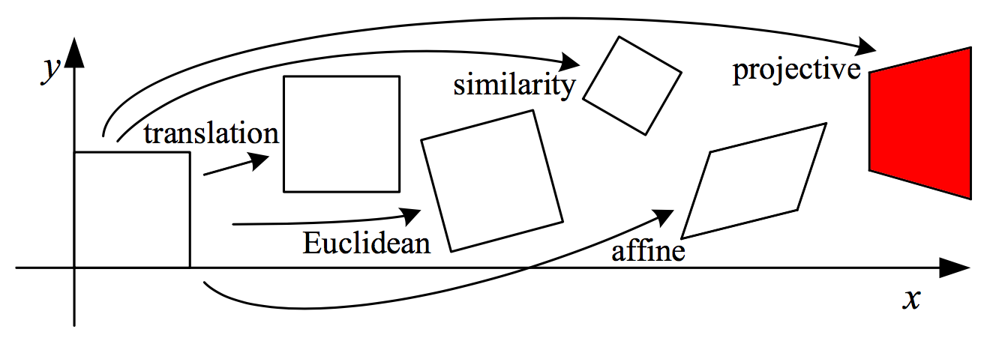 y
similarity
projective
translation
Euclidean
affine
x